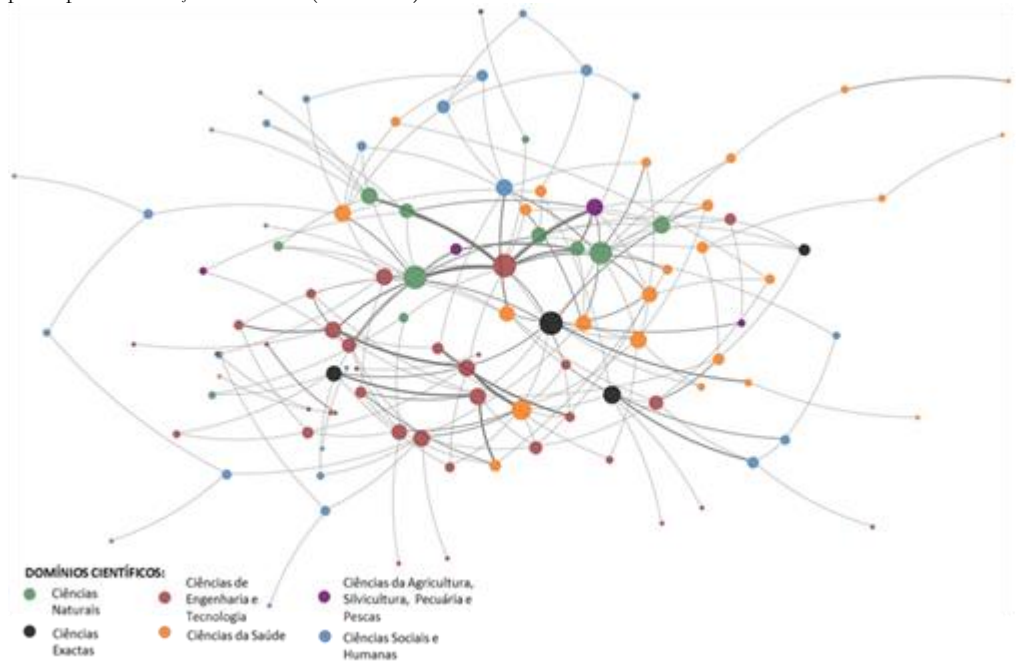 DOMÍNIOS CIENTÍFICOS:
Ciências
Naturais
Ciências de
Engenharia e
Tecnologia
Ciências da Agricultura,
Silvicultura, Pecuária e
Pescas
Ciências
Exactas
Ciências da Saúde
Ciências Sociais e
Humanas